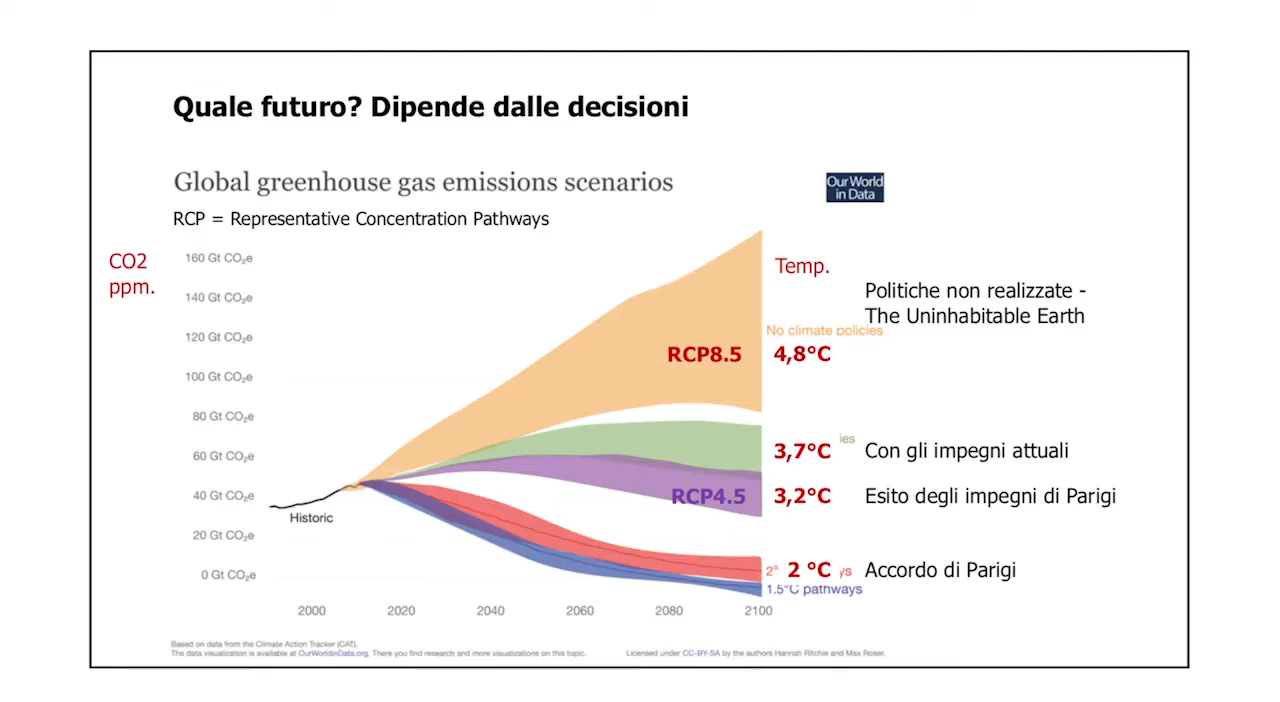 Quale futuro? Dipende dalle decisioni
Global greenhouse gas emissions scenarios
Our World
in Data
RCP = Representative Concentration Pathways
CO2
ppm.
160 Gt CO₂e
140 Gt CO₂e
120 Gt CO₂e
100 Gt CO₂e
80 Gt CO₂e
60 Gt CO₂e
40 Gt CO₂e
20 Gt CO₂e
0 Gt CO₂e
Historic
2000
2020
2040
2060
2080
2100
Temp.
Politiche non realizzate -
The Uninhabitable Earth
No climate policies
RCP8.5
4,8°C
3,7°C
ies
Con gli impegni attuali
RCP4.5
3,2°C
Esito degli impegni di Parigi
2°
2 °C
ys
Accordo di Parigi
1.5°C pathways
Based on data from the Climate Action Tracker (CAT).
The data visualization is available at OurWorldinData.org. There you find research and more visualizations on this topic.
Licensed under CC-BY-SA by the authors Hannah Ritchie and Max Roser.